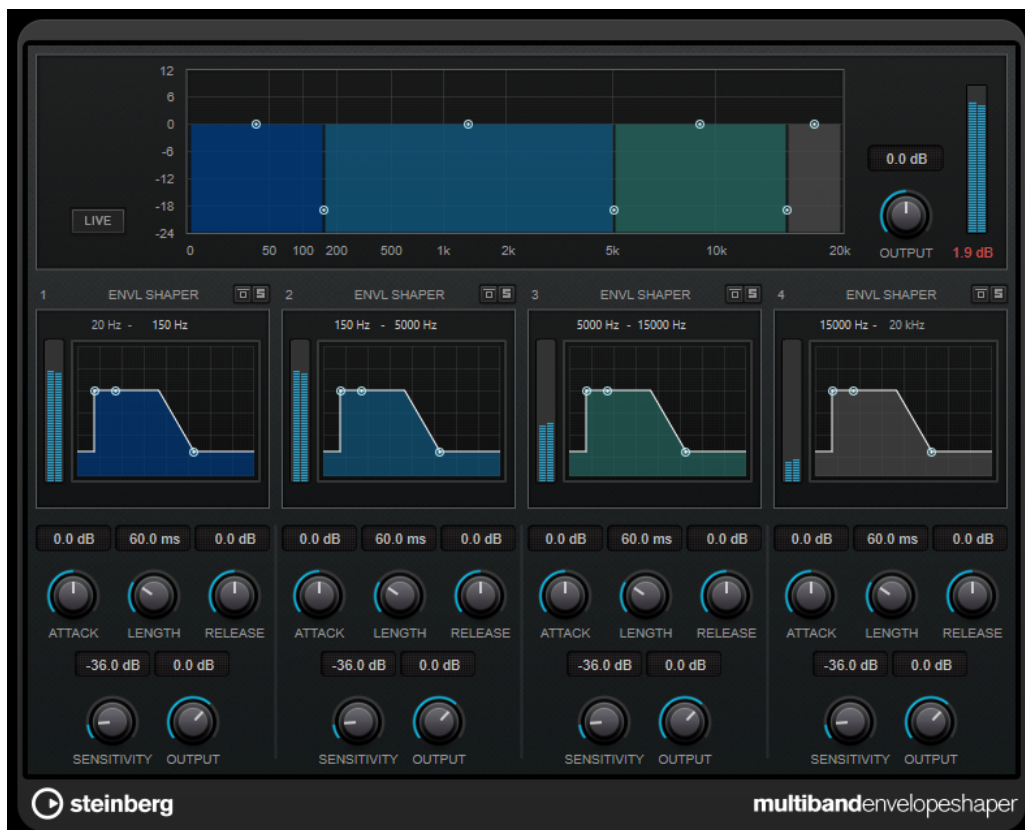 12
6
0
-6
-12
-18
-24
LIVE
0 50 100 200 500 1k 2k 5k 10k 20k
0.0 dB
OUTPUT 1.9 dB
1 ENVL SHAPER S 2 ENVL SHAPER S 3 ENVL SHAPER S 4 ENVL SHAPER S
20 Hz - 150 Hz 150 Hz - 5000 Hz 5000 Hz - 15000 Hz 15000 Hz - 20 kHz
0.0 dB 60.0 ms 0.0 dB 0.0 dB 60.0 ms 0.0 dB 0.0 dB 60.0 ms 0.0 dB 0.0 dB 60.0 ms 0.0 dB
ATTACK LENGTH RELEASE ATTACK LENGTH RELEASE ATTACK LENGTH RELEASE ATTACK LENGTH RELEASE
-36.0 dB 0.0 dB -36.0 dB 0.0 dB -36.0 dB 0.0 dB -36.0 dB 0.0 dB
SENSITIVITY OUTPUT SENSITIVITY OUTPUT SENSITIVITY OUTPUT SENSITIVITY OUTPUT
steinberg multibandenvelopeshaper